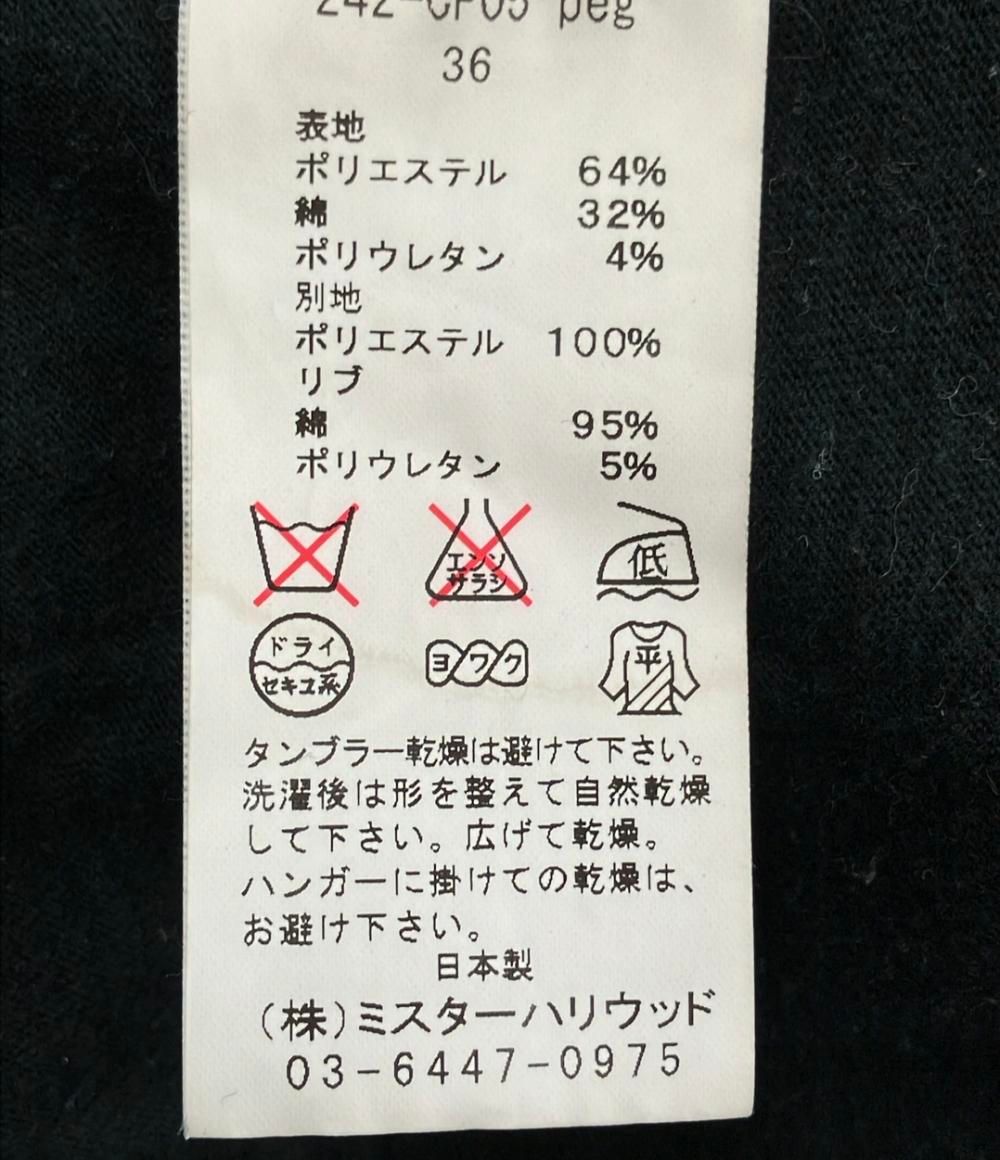 242-CP05 peg
36
表地
ポリエステル 64%
綿 32%
ポリウレタン 4%
別地
ポリエステル 100%
リブ
綿 95%
ポリウレタン 5%
エンソ
サラシ
低
ドライ
セキユ系
ヨワク
平
タンブラー乾燥は避けて下さい。
洗濯後は形を整えて自然乾燥
して下さい。広げて乾燥。
ハンガーに掛けての乾燥は、
お避け下さい。
日本製
(株)ミスターハリウッド
03-6447-0975